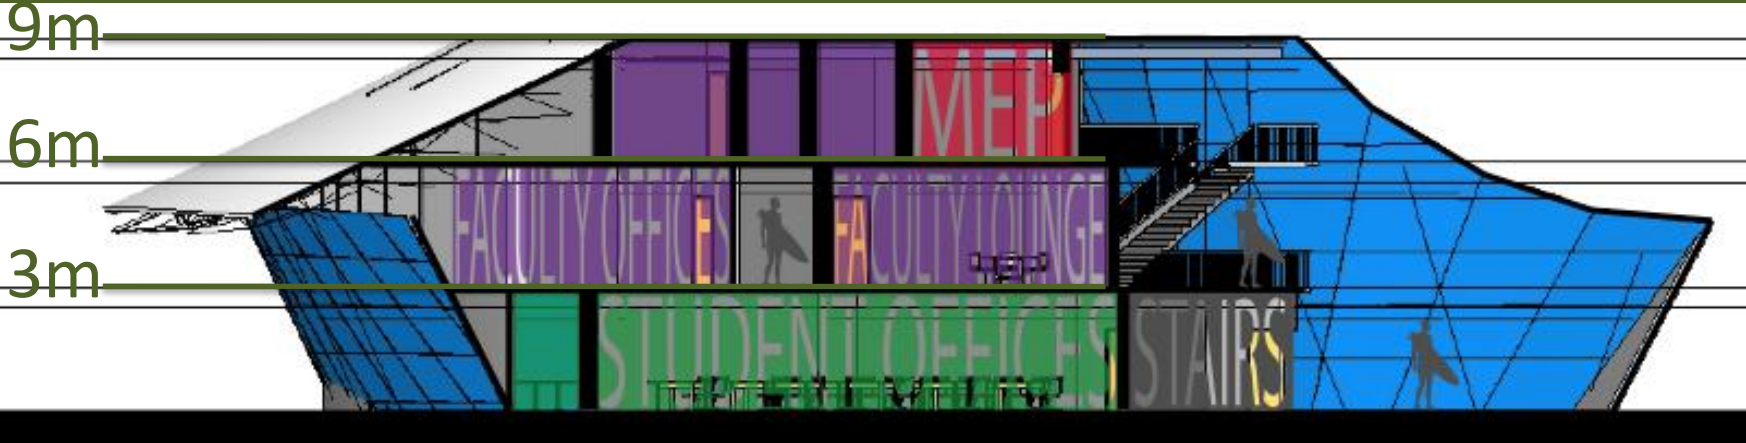 9m
MEP
6m
FACULTY OFFICES FACULTY LOUNGE
3m
STUDENT OFFICES STAIRS